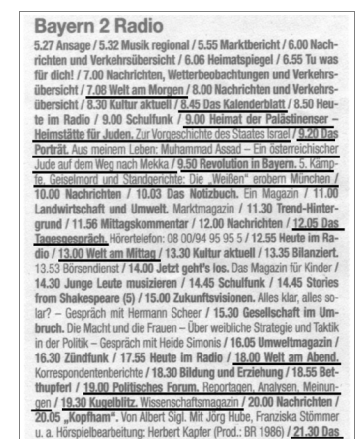 Bayern 2 Radio
5.27 Ansage / 5.32 Musik regional / 5.55 Marktbericht / 6.00 Nach-
richten und Verkehrsübersicht / 6.05 Heimatspiegel / 6.55 Tu was
für dich! / 7.00 Nachrichten, Wetterbeobachtungen und Verkehrs-
übersicht / 7.08 Welt am Morgen / 8.00 Nachrichten und Verkehrs-
übersicht / 8.30 Kultur aktuell / 8.45 Das Kalenderblatt / 8.50 Heu-
te im Radio / 9.00 Schulfunk / 9.00 Heimat der Palästinenser -
Heimstätte für Juden. Zur Vorgeschichte des Staates Israel / 9.20 Das
Porträt. Aus meinem Leben: Muhammad Assad – Ein österreichischer
Jude auf dem Weg nach Mekka / 9.50 Revolution in Bayern. 5. Kämp-
fe, Geiselmord und Standgerichte: Die „Weißen" erobern München /
10.00 Nachrichten / 10.03 Das Notizbuch. Ein Magazin / 11.00
Landwirtschaft und Umwelt. Marktmagazin / 11.30 Trend-Hinter-
grund / 11.56 Mittagskommentar / 12.00 Nachrichten / 12.05 Das
Tagesgespräch. Hörertelefon: 08 00/94 95 95 5 / 12.55 Heute im Ra-
dio / 13.00 Welt am Mittag / 13.30 Kultur aktuell / 13.35 Bilanziert.
13.53 Börsendienst / 14.00 Jetzt geht's los. Das Magazin für Kinder /
14.30 Junge Leute musizieren / 14.45 Schulfunk / 14.45 Stories
from Shakespeare (5) / 15.00 Zukunftsvisionen. Alles klar, alles so-
lar? – Gespräch mit Hermann Scheer / 15.30 Gesellschaft im Um-
bruch. Die Macht und die Frauen – Über weibliche Strategie und Taktik
in der Politik – Gespräch mit Heide Simonis / 16.05 Umweltmagazin /
16.30 Zündfunk / 17.55 Heute im Radio / 18.00 Welt am Abend.
Korrespondentenberichte / 18.30 Bildung und Erziehung / 18.55 Bet-
thupferl / 19.00 Politisches Forum. Reportagen, Analysen, Meinun-
gen / 19.30 Kugelblitz. Wissenschaftsmagazin / 20.00 Nachrichten /
20.05 „Kopfham". Von Albert Sigl. Mit Jörg Hube, Franziska Stömmer
u. a. Hörspielbearbeitung: Herbert Kapfer (Prod.: BR 1986) / 21.30 Das